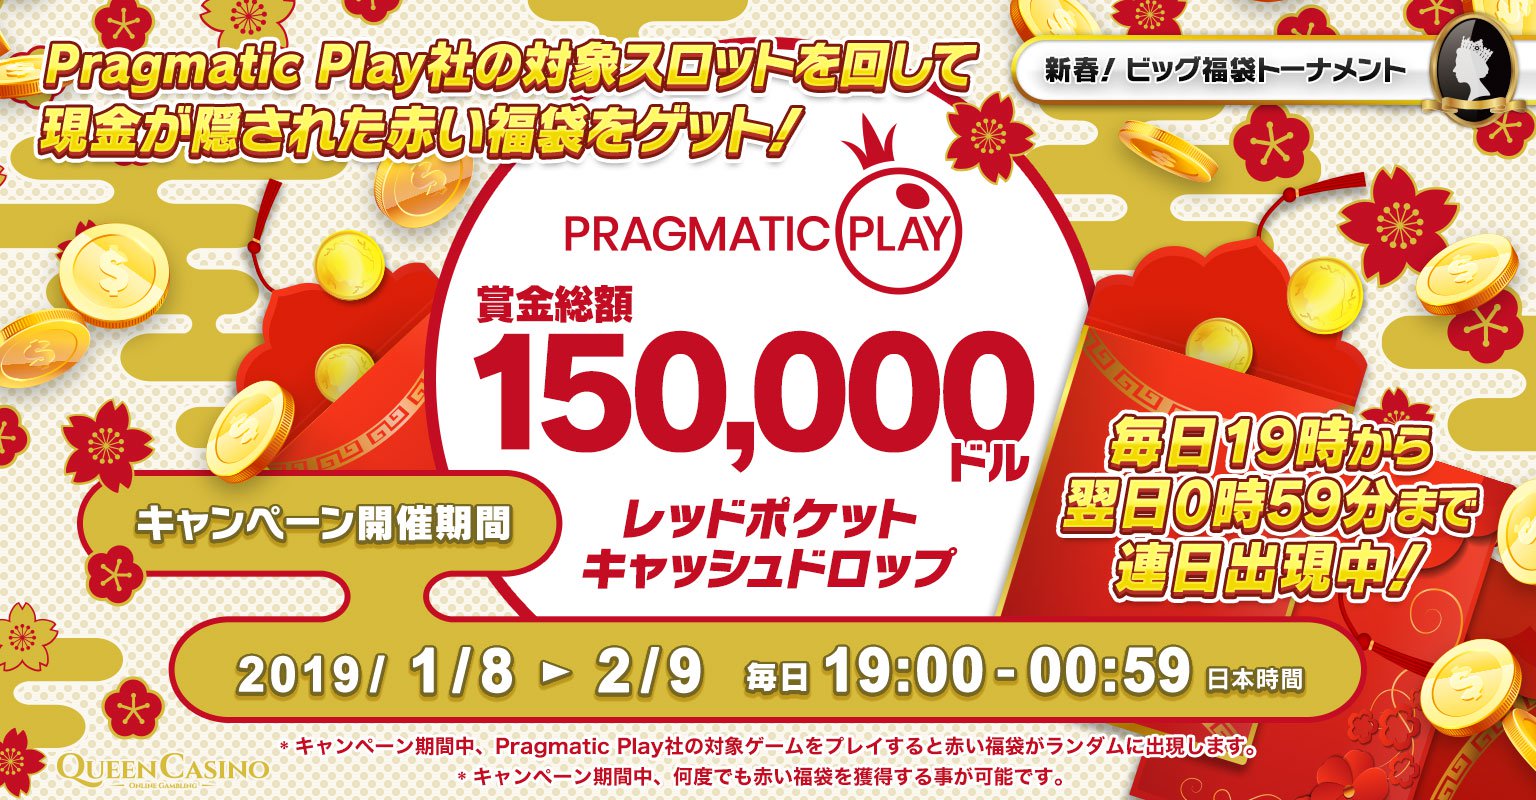 Pragmatic Play社の対象スロットを回して
現金が隠された赤い福袋をゲット!
新春! ビッグ福袋トーナメント
PRAGMATIC PLAY
賞金総額
150,000
ドル
レッドポケット
キャッシュドロップ
毎日19時から
翌日0時59分まで
連日出現中!
キャンペーン開催期間
2019/ 1/8 ▶ 2/9 毎日 19:00 - 00:59 日本時間
* キャンペーン期間中、Pragmatic Play社の対象ゲームをプレイすると赤い福袋がランダムに出現します。
* キャンペーン期間中、何度でも赤い福袋を獲得する事が可能です。
QUEEN CASINO
ONLINE GAMBLING